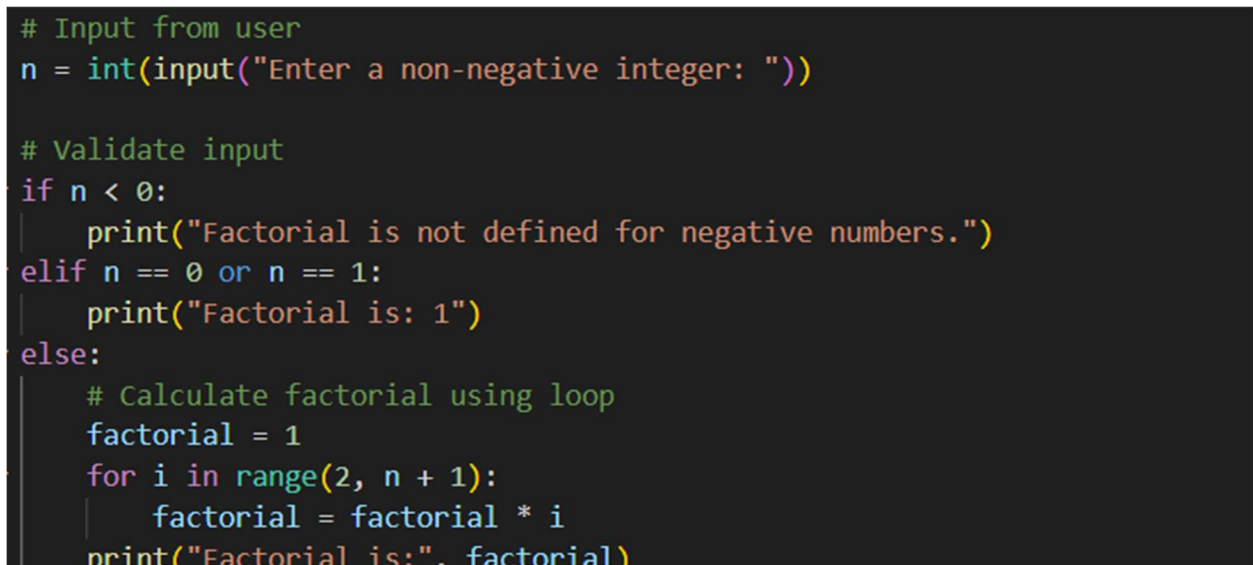 # Input from user
n = int(input("Enter a non-negative integer: "))
# Validate input
if n < 0:
    print("Factorial is not defined for negative numbers.")
elif n == 0 or n == 1:
    print("Factorial is: 1")
else:
    # Calculate factorial using loop
    factorial = 1
    for i in range(2, n + 1):
        factorial = factorial * i
    print("Factorial is:", factorial)